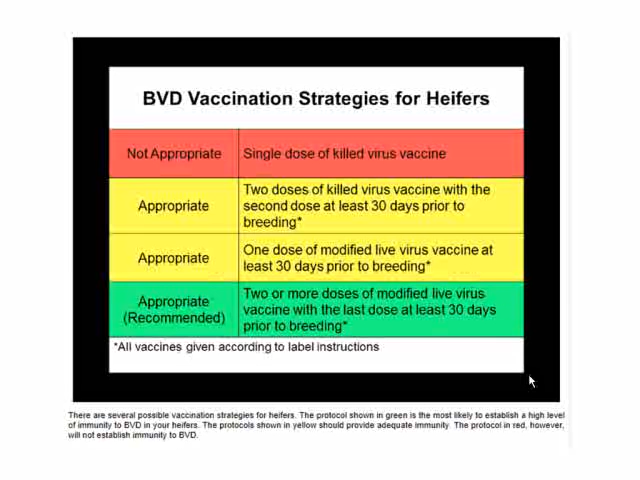 BVD Vaccination Strategies for Heifers
Not Appropriate
Single dose of killed virus vaccine
Appropriate
Two doses of killed virus vaccine with the
second dose at least 30 days prior to
breeding*
Appropriate
One dose of modified live virus vaccine at
least 30 days prior to breeding*
Appropriate
(Recommended)
Two or more doses of modified live virus
vaccine with the last dose at least 30 days
prior to breeding*
*All vaccines given according to label instructions
There are several possible vaccination strategies for heifers. The protocol shown in green is the most likely to establish a high level
of immunity to BVD in your heifers. The protocols shown in yellow should provide adequate immunity. The protocol in red, however,
will not establish immunity to BVD.